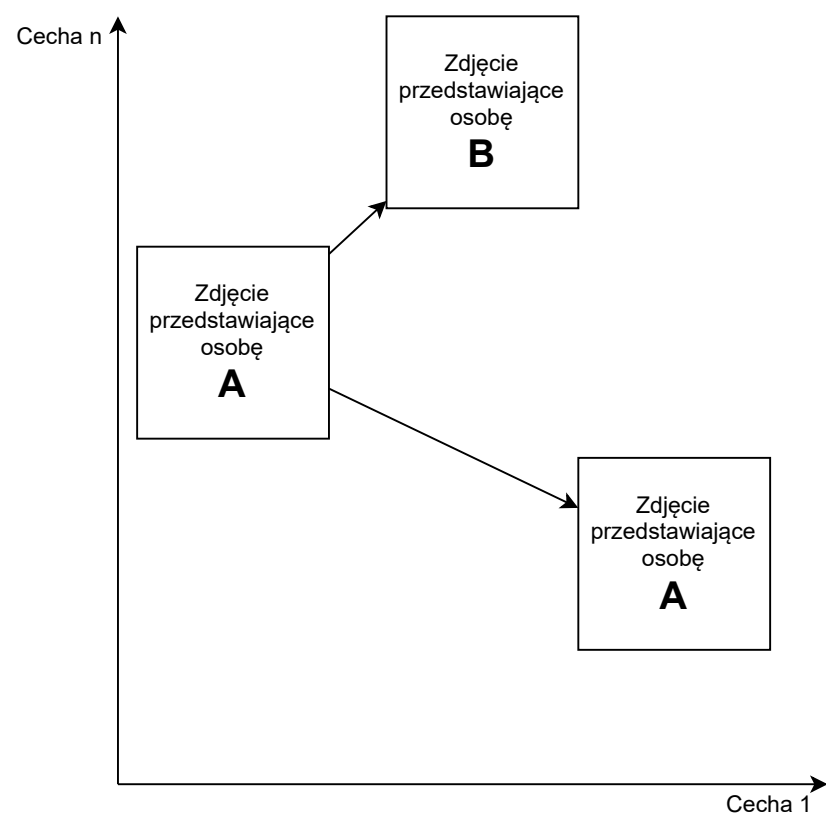 Cecha n
Zdjęcie
przedstawiające
osobę
B
Zdjęcie
przedstawiające
osobę
A
Zdjęcie
przedstawiające
osobę
A
Cecha 1